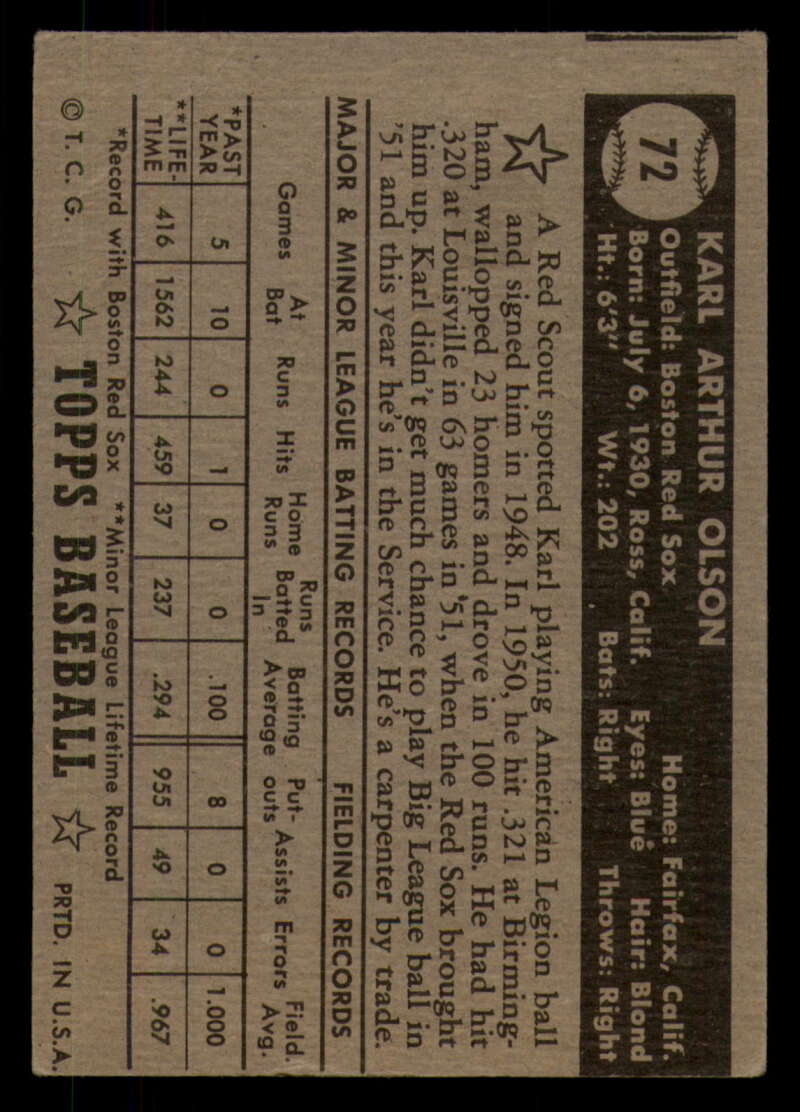 72
KARL ARTHUR OLSON
Outfield: Boston Red Sox Home: Fairfax, Calif.
Born: July 6, 1930, Ross, Calif. Eyes: Blue Hair: Blond
Ht.: 6'3" Wt.: 202 Bats: Right Throws: Right
A Red Scout spotted Karl playing American Legion ball
and signed him in 1948. In 1950, he hit .321 at Birming-
ham, walloped 23 homers and drove in 100 runs. He had hit
.320 at Louisville in 63 games in '51, when the Red Sox brought
him up. Karl didn't get much chance to play Big League ball in
'51 and this year he's in the Service. He's a carpenter by trade.
MAJOR & MINOR LEAGUE BATTING RECORDS FIELDING RECORDS
Games At Bat Runs Hits Home Runs Runs Batted In Batting Average Put-outs Assists Errors Field. Avg.
*PAST YEAR 5 10 0 1 0 0 .100 8 0 0 1.000
**LIFE-TIME 416 1562 244 459 37 237 .294 955 49 34 .967
*Record with Boston Red Sox **Minor League Lifetime Record
© T. C. G. ☆ TOPPS BASEBALL ☆ PRTD. IN U.S.A.